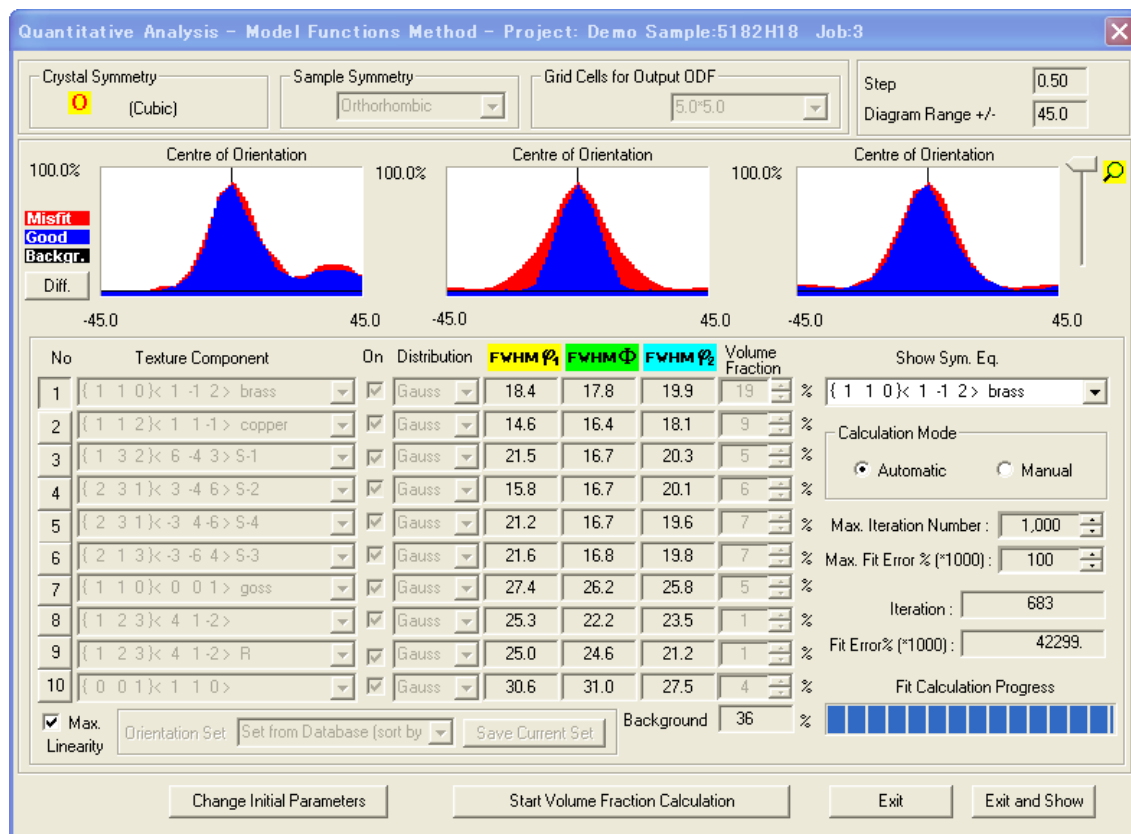 Quantitative Analysis - Model Functions Method - Project: Demo Sample:5182H18 Job:3
Crystal Symmetry
O (Cubic)
Sample Symmetry
Orthorhombic
Grid Cells for Output ODF
5.0*5.0
Step 0.50
Diagram Range +/- 45.0
Centre of Orientation Centre of Orientation Centre of Orientation
100.0% 100.0% 100.0%
Misfit
Good
Backgr.
Diff.
-45.0 45.0 -45.0 45.0 -45.0 45.0
No Texture Component On Distribution FWHM φ1 FWHM Φ FWHM φ2 Volume Fraction
1 { 1 1 0}< 1 -1 2> brass Gauss 18.4 17.8 19.9 19 %
2 { 1 1 2}< 1 1 -1> copper Gauss 14.6 16.4 18.1 9 %
3 { 1 3 2}< 6 -4 3> S-1 Gauss 21.5 16.7 20.3 5 %
4 { 2 3 1}< 3 -4 6> S-2 Gauss 15.8 16.7 20.1 6 %
5 { 2 3 1}< -3 4 -6> S-4 Gauss 21.2 16.7 19.6 7 %
6 { 2 1 3}< -3 -6 4> S-3 Gauss 21.6 16.8 19.8 7 %
7 { 1 1 0}< 0 0 1> goss Gauss 27.4 26.2 25.8 5 %
8 { 1 2 3}< 4 1 -2> Gauss 25.3 22.2 23.5 1 %
9 { 1 2 3}< 4 1 -2> R Gauss 25.0 24.6 21.2 1 %
10 { 0 0 1}< 1 1 0> Gauss 30.6 31.0 27.5 4 %
Max. Linearity
Orientation Set Set from Database (sort by Save Current Set
Background 36 %
Show Sym. Eq.
{ 1 1 0}< 1 -1 2> brass
Calculation Mode
Automatic Manual
Max. Iteration Number : 1,000
Max. Fit Error % (*1000) : 100
Iteration : 683
Fit Error% (*1000) : 42299.
Fit Calculation Progress
Change Initial Parameters Start Volume Fraction Calculation Exit Exit and Show